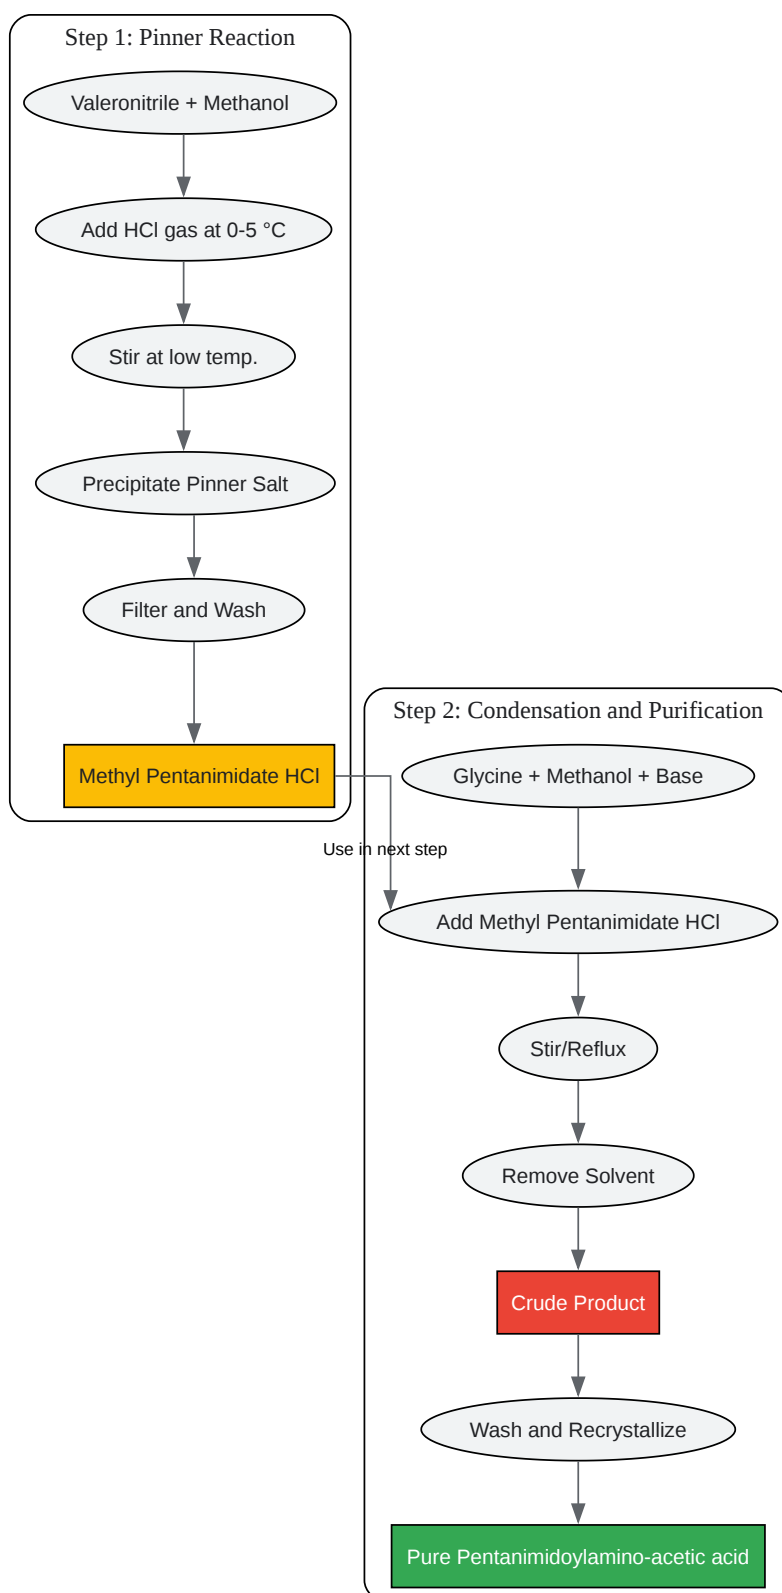 Step 1: Pinner Reaction
Valeronitrile + Methanol
Add HCl gas at 0-5 °C
Stir at low temp.
Precipitate Pinner Salt
Filter and Wash
Methyl Pentanimidate HCl
Use in next step
Step 2: Condensation and Purification
Glycine + Methanol + Base
Add Methyl Pentanimidate HCl
Stir/Reflux
Remove Solvent
Crude Product
Wash and Recrystallize
Pure Pentanimidoylamino-acetic acid